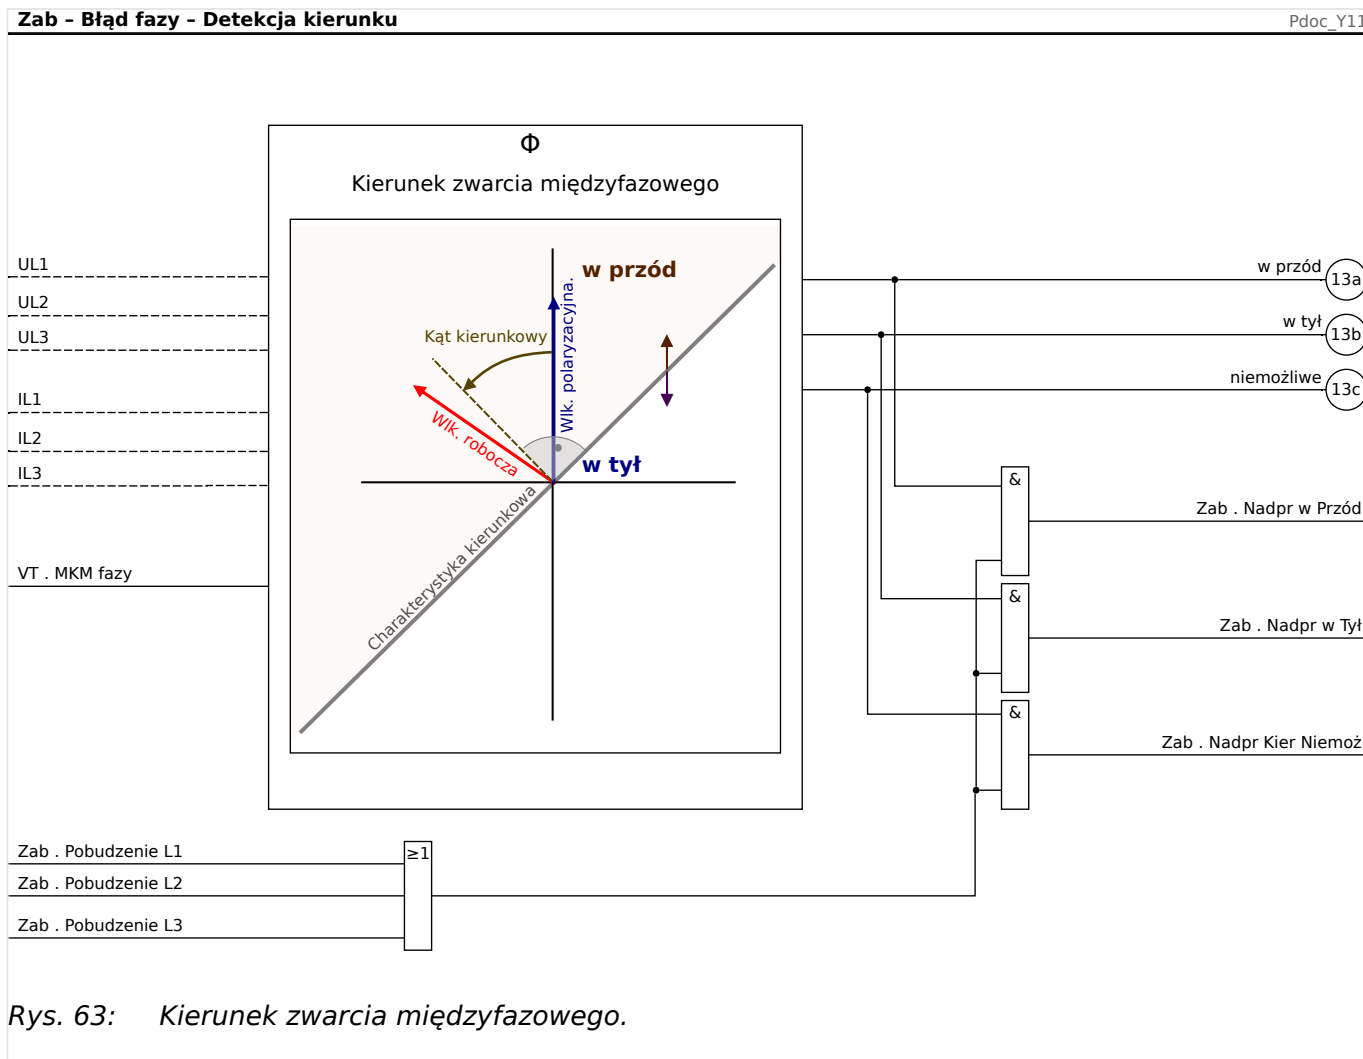 Zab – Błąd fazy – Detekcja kierunku
Pdoc_Y11
Φ
Kierunek zwarcia międzyfazowego
UL1
UL2
UL3
IL1
IL2
IL3
VT . MKM fazy
w przód
Kąt kierunkowy
Wlk. polaryzacyjna.
Wlk. robocza
w tył
Charakterystyka kierunkowa
w przód
13a
w tył
13b
niemożliwe
13c
&
Zab . Nadpr w Przód
&
Zab . Nadpr w Tył
&
Zab . Nadpr Kier Niemoż
Zab . Pobudzenie L1
Zab . Pobudzenie L2
Zab . Pobudzenie L3
≥1
Rys. 63: Kierunek zwarcia międzyfazowego.